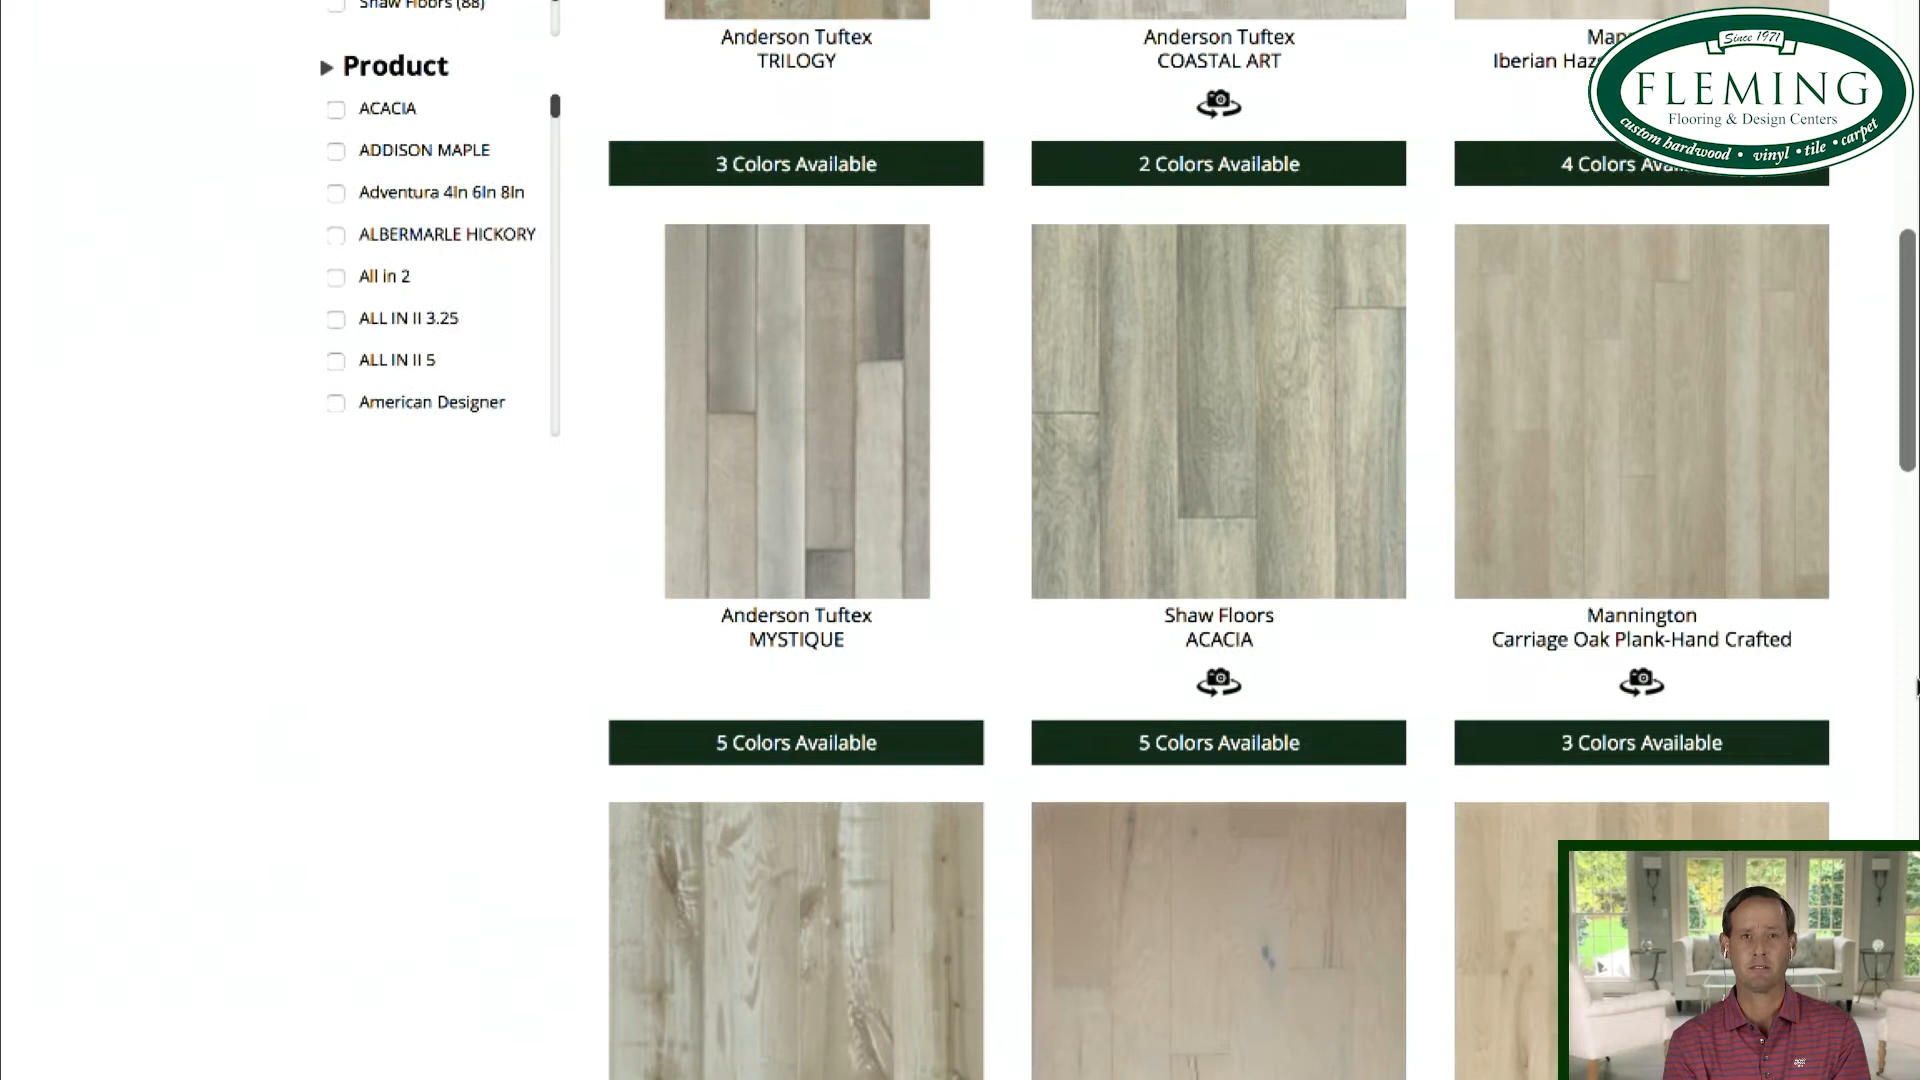 Shaw Floors (88)
Product
ACACIA
ADDISON MAPLE
Adventura 4In 6In 8In
ALBERMARLE HICKORY
All in 2
ALL IN II 3.25
ALL IN II 5
American Designer
Anderson Tuftex
TRILOGY
3 Colors Available
Anderson Tuftex
COASTAL ART
2 Colors Available
Iberian
4 Colors
Since 1971
FLEMING
Flooring & Design Centers
custom hardwood • vinyl • tile • carpet
Anderson Tuftex
MYSTIQUE
5 Colors Available
Shaw Floors
ACACIA
5 Colors Available
Mannington
Carriage Oak Plank-Hand Crafted
3 Colors Available